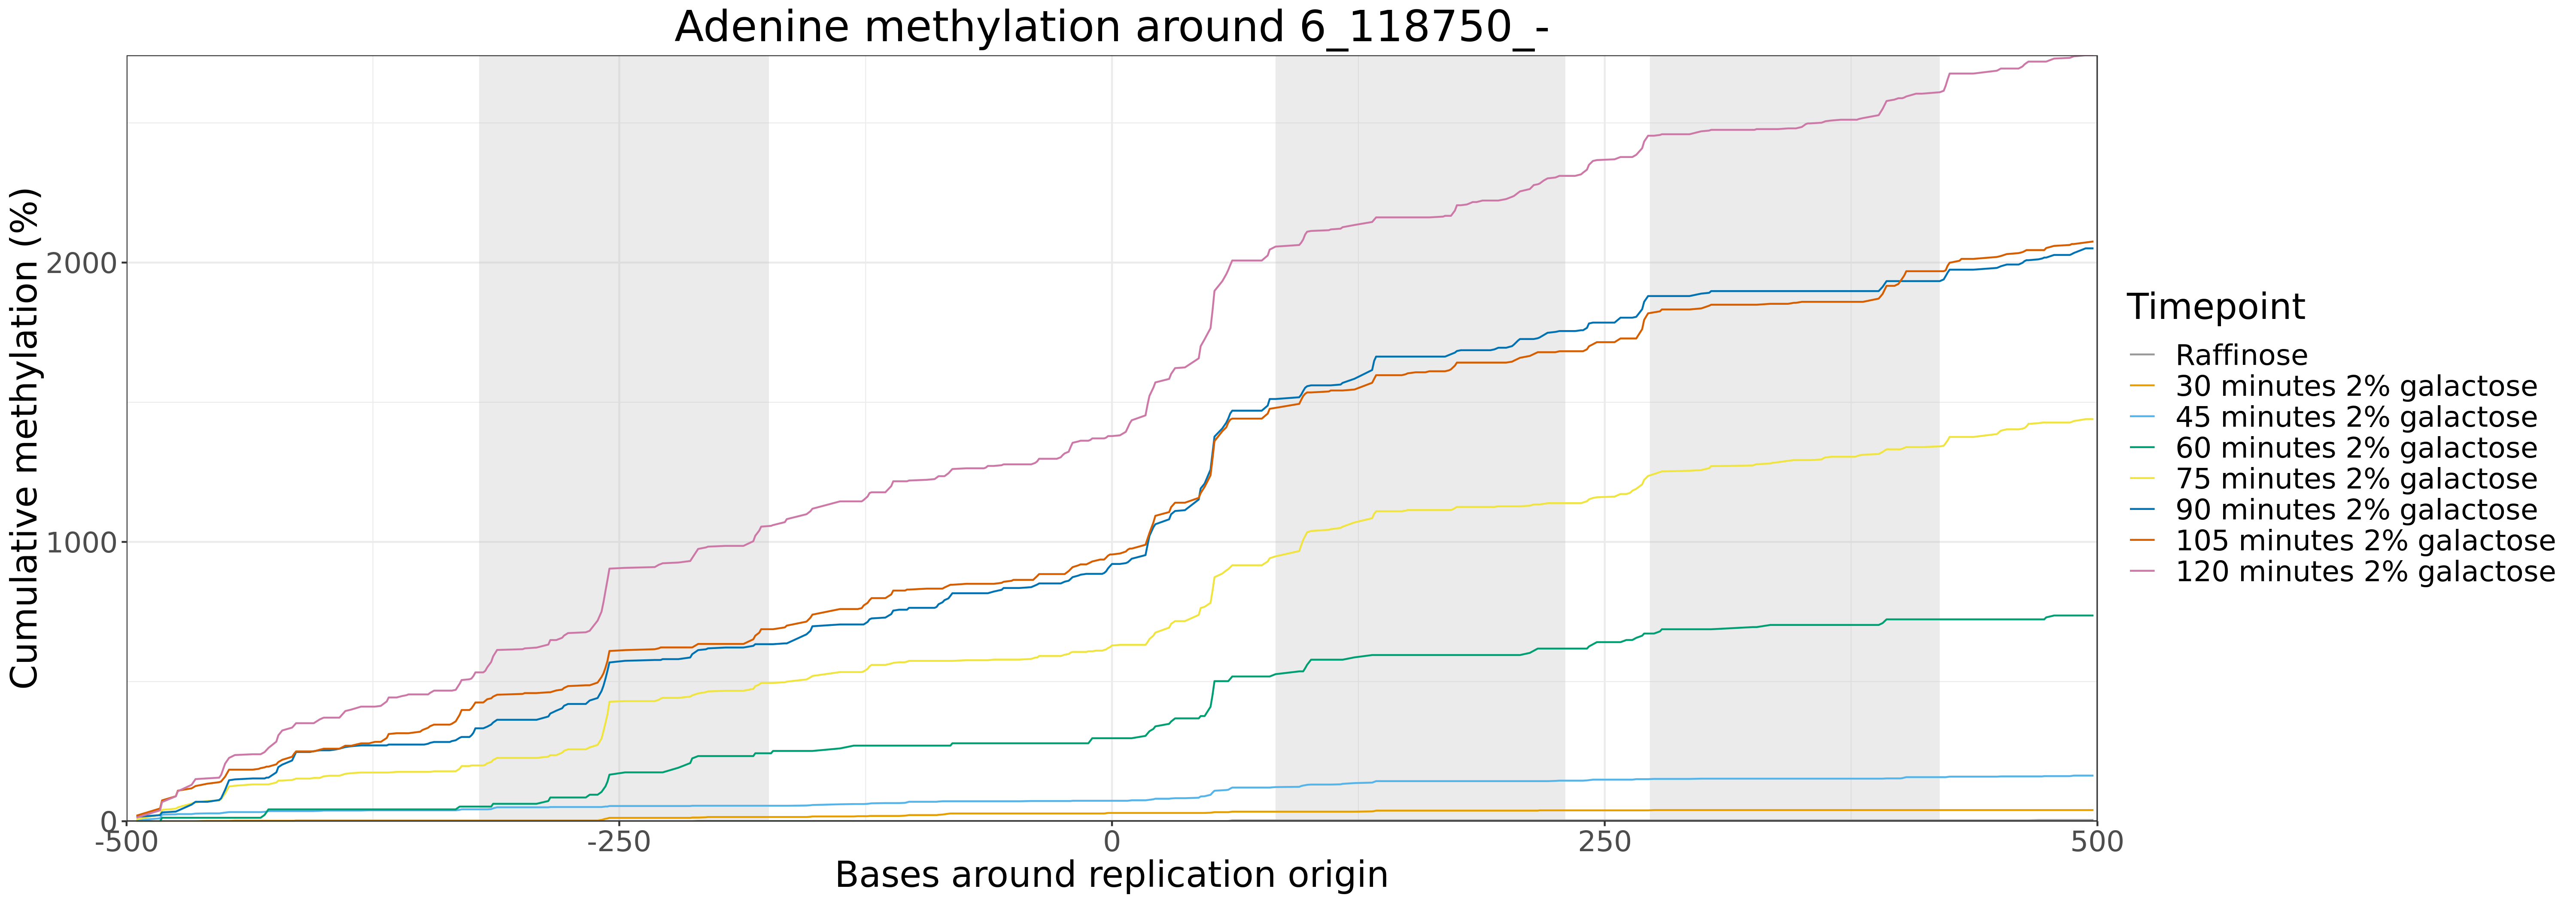 Adenine methylation around 6_118750_-
Cumulative methylation (%)
2000
1000
0
-500
-250
0
250
500
Bases around replication origin
Timepoint
Raffinose
30 minutes 2% galactose
45 minutes 2% galactose
60 minutes 2% galactose
75 minutes 2% galactose
90 minutes 2% galactose
105 minutes 2% galactose
120 minutes 2% galactose